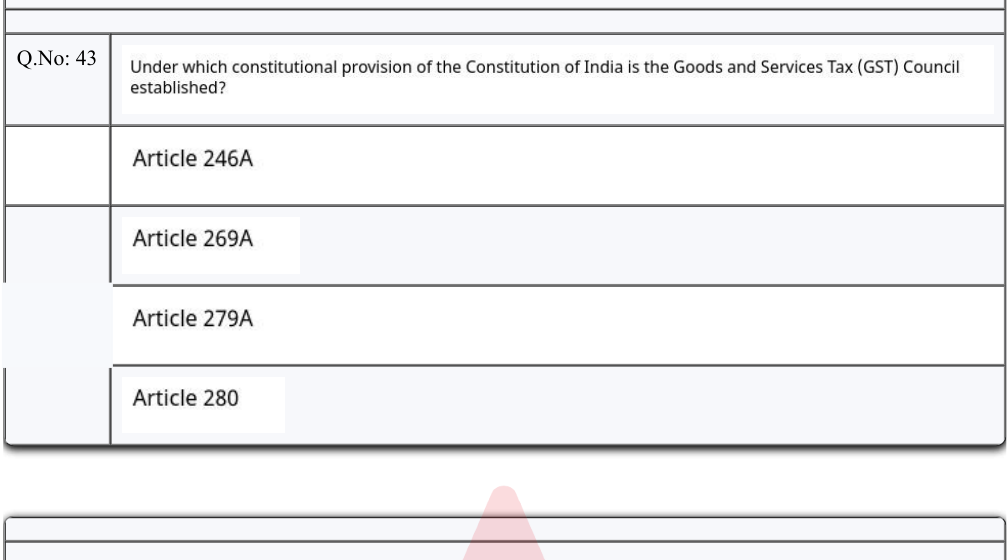 Q.No: 43
Under which constitutional provision of the Constitution of India is the Goods and Services Tax (GST) Council
established?
Article 246A
Article 269A
Article 279A
Article 280